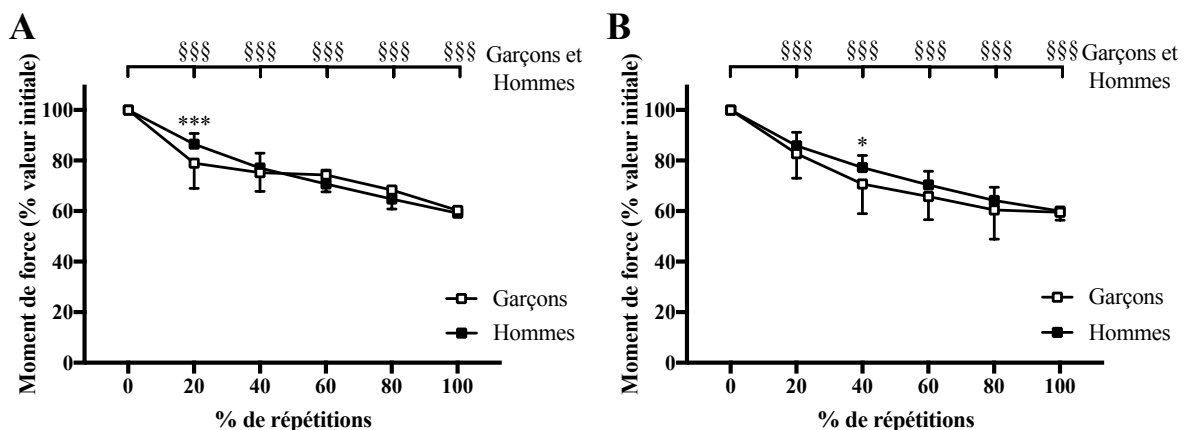 A
§§§ §§§ §§§ §§§ §§§ Garçons et
Hommes
Moment de force (% valeur initiale)
100
80
60
40
20
0
***
Garçons
Hommes
0 20 40 60 80 100
% de répétitions
B
§§§ §§§ §§§ §§§ §§§ Garçons et
Hommes
Moment de force (% valeur initiale)
100
80
60
40
20
0
*
Garçons
Hommes
0 20 40 60 80 100
% de répétitions